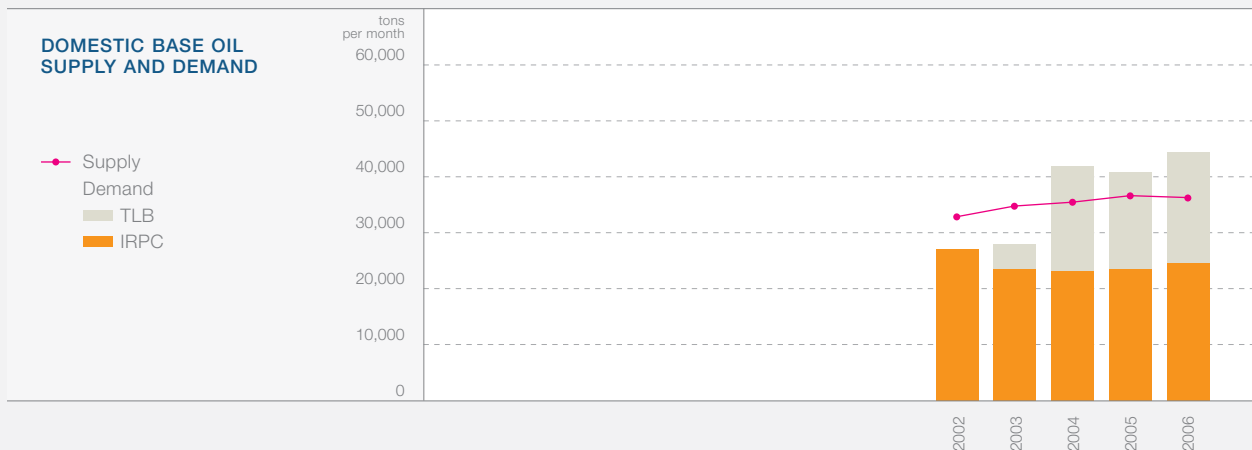 DOMESTIC BASE OIL
SUPPLY AND DEMAND
Supply
Demand
TLB
IRPC
tons
per month
60,000
50,000
40,000
30,000
20,000
10,000
0
2002
2003
2004
2005
2006